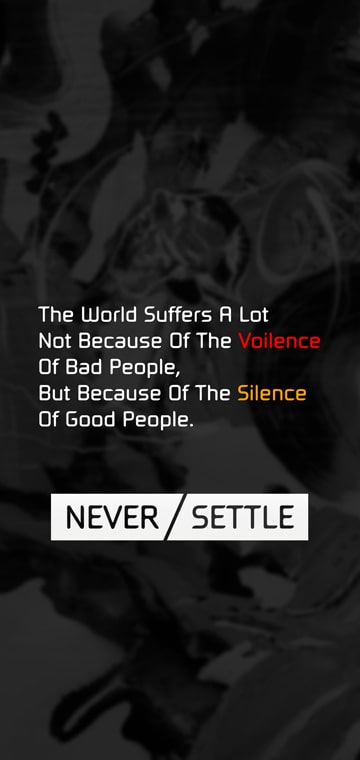 The World Suffers A Lot
Not Because Of The Voilence
Of Bad People,
But Because Of The Silence
Of Good People.
NEVER/SETTLE